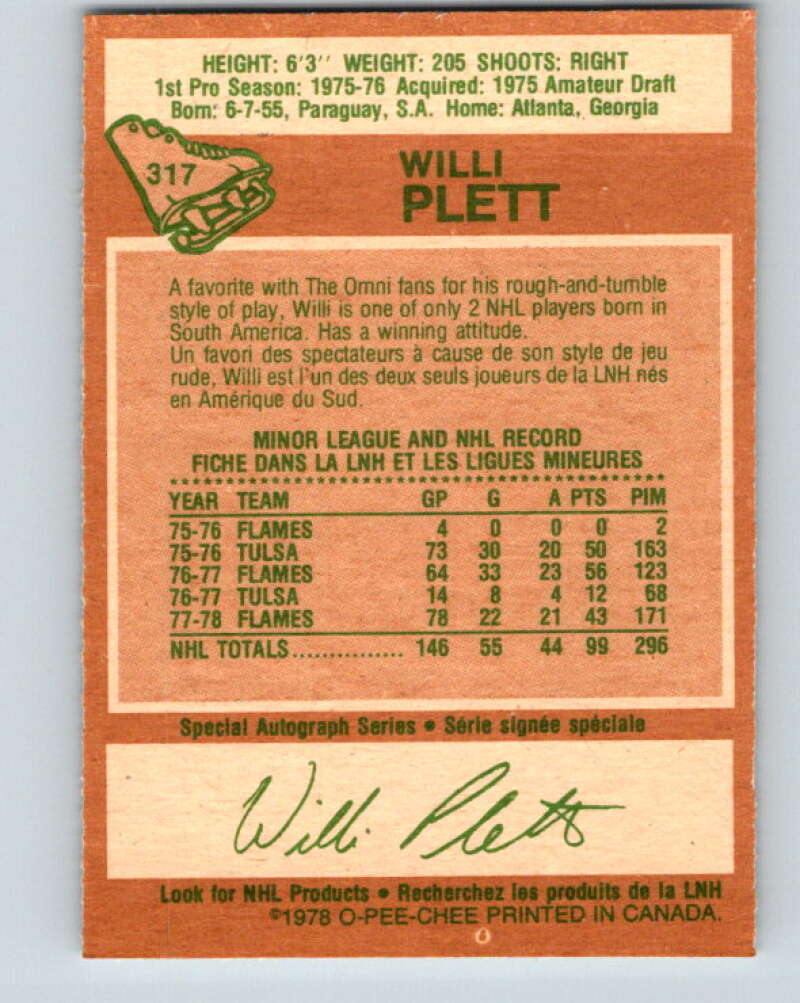 HEIGHT: 6'3'' WEIGHT: 205 SHOOTS: RIGHT
1st Pro Season: 1975-76 Acquired: 1975 Amateur Draft
Born: 6-7-55, Paraguay, S.A. Home: Atlanta, Georgia
317
WILLI
PLETT
A favorite with The Omni fans for his rough-and-tumble
style of play, Willi is one of only 2 NHL players born in
South America. Has a winning attitude.
Un favori des spectateurs à cause de son style de jeu
rude, Willi est l'un des deux seuls joueurs de la LNH nés
en Amérique du Sud.
MINOR LEAGUE AND NHL RECORD
FICHE DANS LA LNH ET LES LIGUES MINEURES
YEAR TEAM GP G A PTS PIM
75-76 FLAMES 4 0 0 0 2
75-76 TULSA 73 30 20 50 163
76-77 FLAMES 64 33 23 56 123
76-77 TULSA 14 8 4 12 68
77-78 FLAMES 78 22 21 43 171
NHL TOTALS............... 146 55 44 99 296
Special Autograph Series • Série signée spéciale
Willi Plett
Look for NHL Products • Recherchez les produits de la LNH
©1978 O-PEE-CHEE PRINTED IN CANADA.